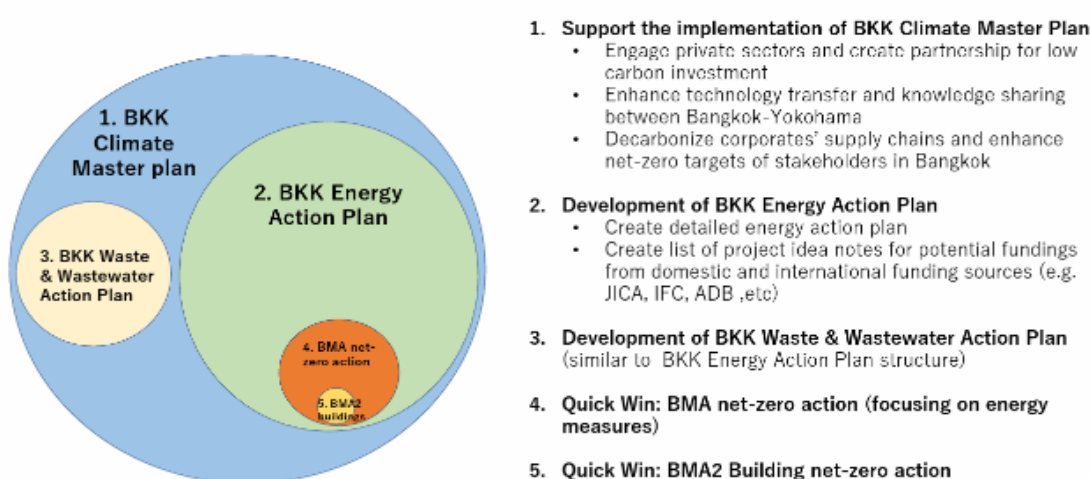 1. BKK
Climate
Master plan
2. BKK Energy
Action Plan
3. BKK Waste
& Wastewater
Action Plan
4. BMA net-
zero action
5. BMA2
buildings
1. Support the implementation of BKK Climate Master Plan
• Engage private sectors and create partnership for low
carbon investment
• Enhance technology transfer and knowledge sharing
between Bangkok-Yokohama
• Decarbonize corporates' supply chains and enhance
net-zero targets of stakeholders in Bangkok
2. Development of BKK Energy Action Plan
• Create detailed energy action plan
• Create list of project idea notes for potential fundings
from domestic and international funding sources (e.g.
JICA, IFC, ADB ,etc)
3. Development of BKK Waste & Wastewater Action Plan
(similar to BKK Energy Action Plan structure)
4. Quick Win: BMA net-zero action (focusing on energy
measures)
5. Quick Win: BMA2 Building net-zero action